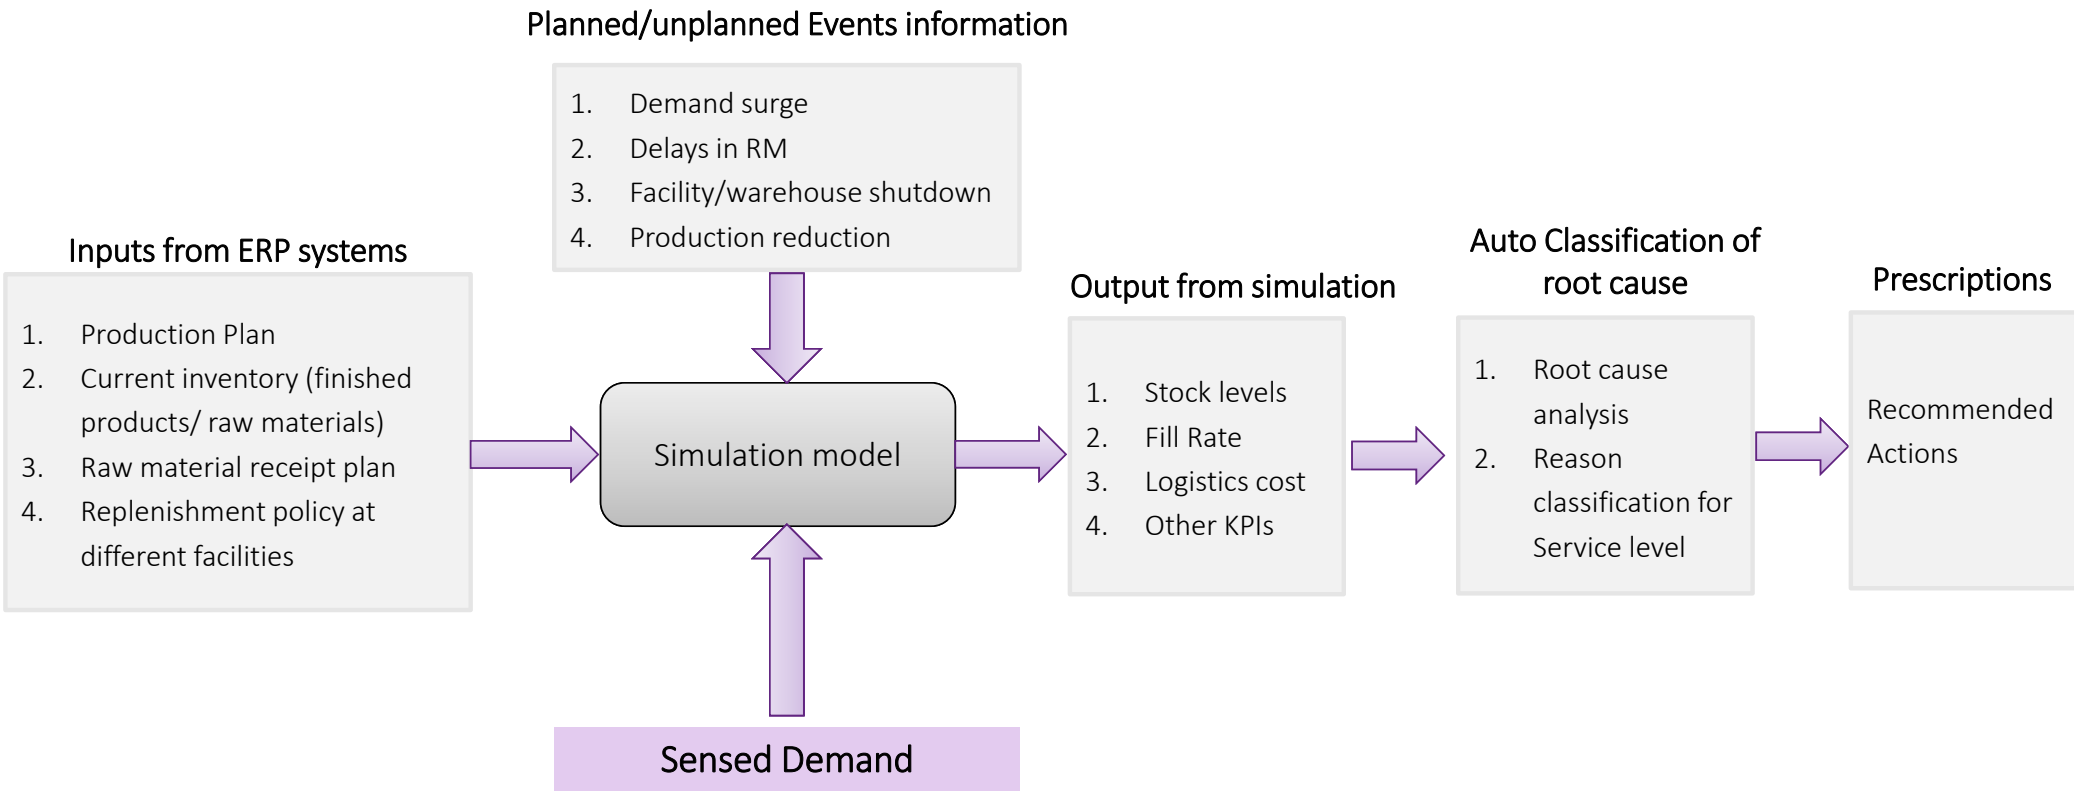 Planned/unplanned Events information
1. Demand surge
2. Delays in RM
3. Facility/warehouse shutdown
4. Production reduction
Inputs from ERP systems
1. Production Plan
2. Current inventory (finished
products/ raw materials)
3. Raw material receipt plan
4. Replenishment policy at
different facilities
Simulation model
Sensed Demand
Output from simulation
1. Stock levels
2. Fill Rate
3. Logistics cost
4. Other KPIs
Auto Classification of
root cause
1. Root cause
analysis
2. Reason
classification for
Service level
Prescriptions
Recommended
Actions